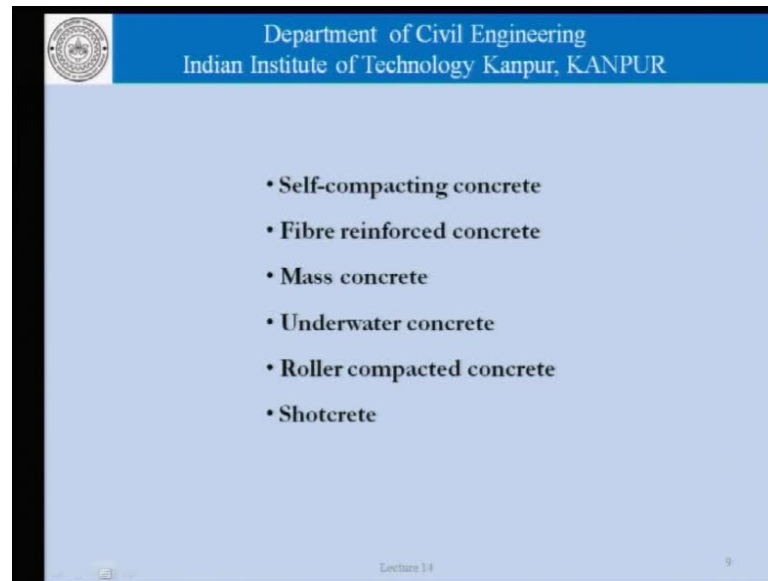 Department of Civil Engineering
Indian Institute of Technology Kanpur, KANPUR
• Self-compacting concrete
• Fibre reinforced concrete
• Mass concrete
• Underwater concrete
• Roller compacted concrete
• Shotcrete
Lecture 14
9